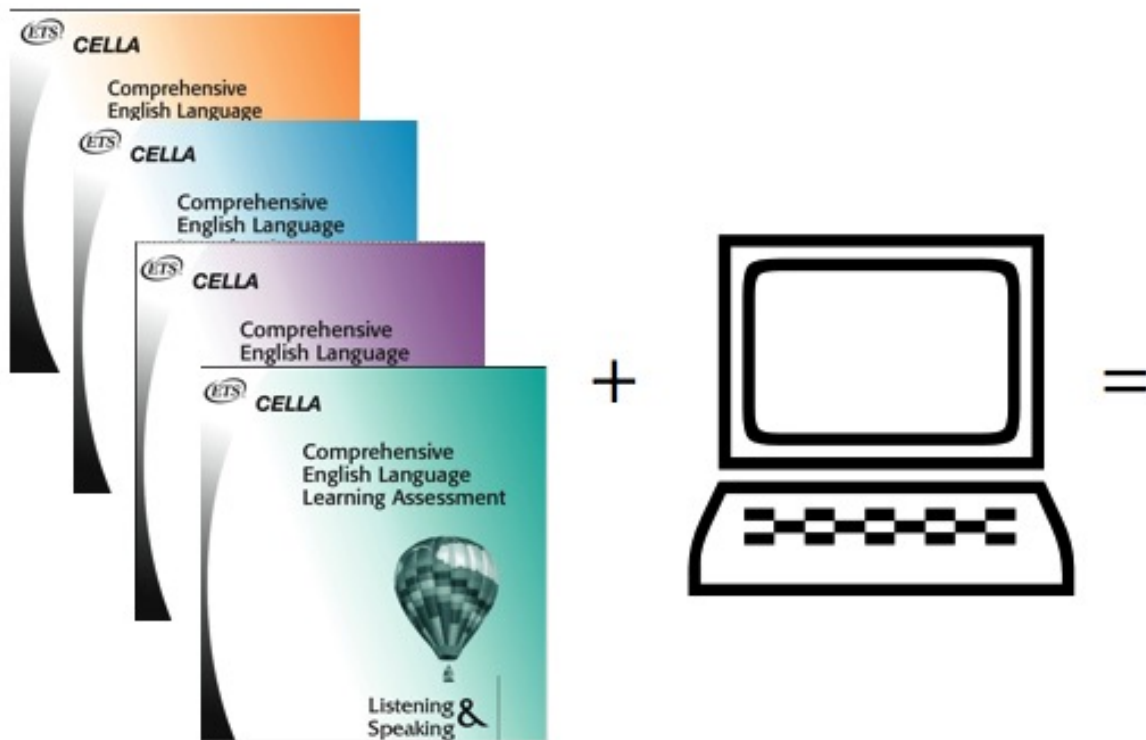 ETS CELLA
Comprehensive
English Language
ETS CELLA
Comprehensive
English Language
ETS CELLA
Comprehensive
English Language
ETS CELLA
Comprehensive
English Language
Learning Assessment
Listening &
Speaking
+
=